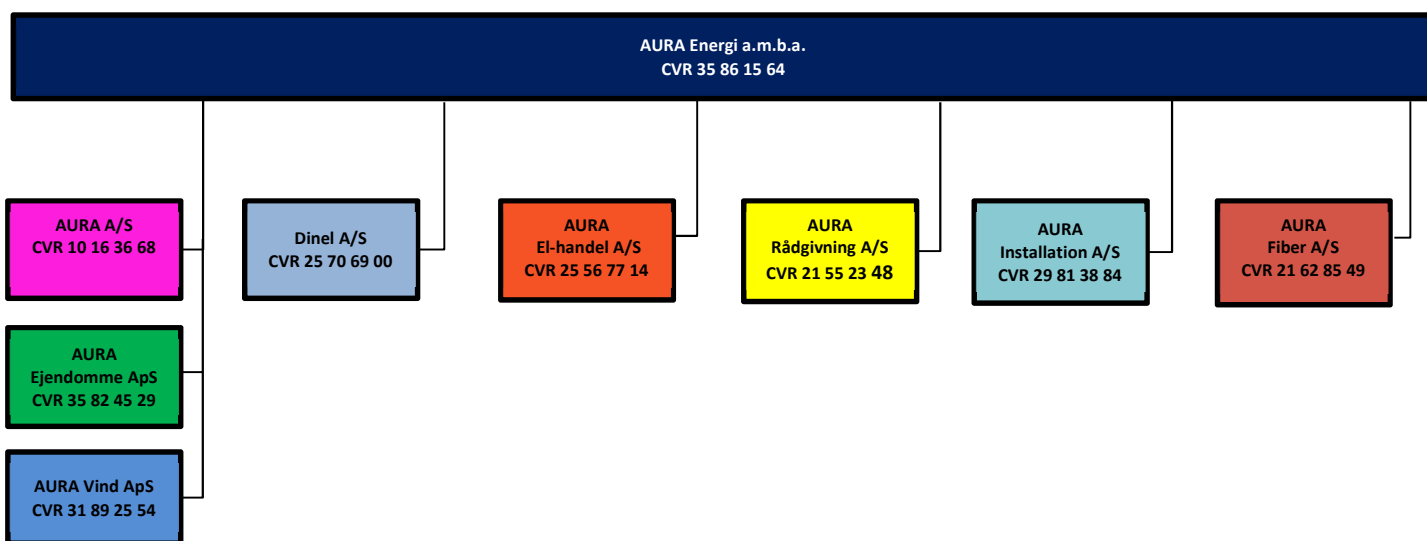 AURA Energi a.m.b.a.
CVR 35 86 15 64
AURA A/S
CVR 10 16 36 68
Dinel A/S
CVR 25 70 69 00
AURA
El-handel A/S
CVR 25 56 77 14
AURA
Rådgivning A/S
CVR 21 55 23 48
AURA
Installation A/S
CVR 29 81 38 84
AURA
Fiber A/S
CVR 21 62 85 49
AURA
Ejendomme ApS
CVR 35 82 45 29
AURA Vind ApS
CVR 31 89 25 54